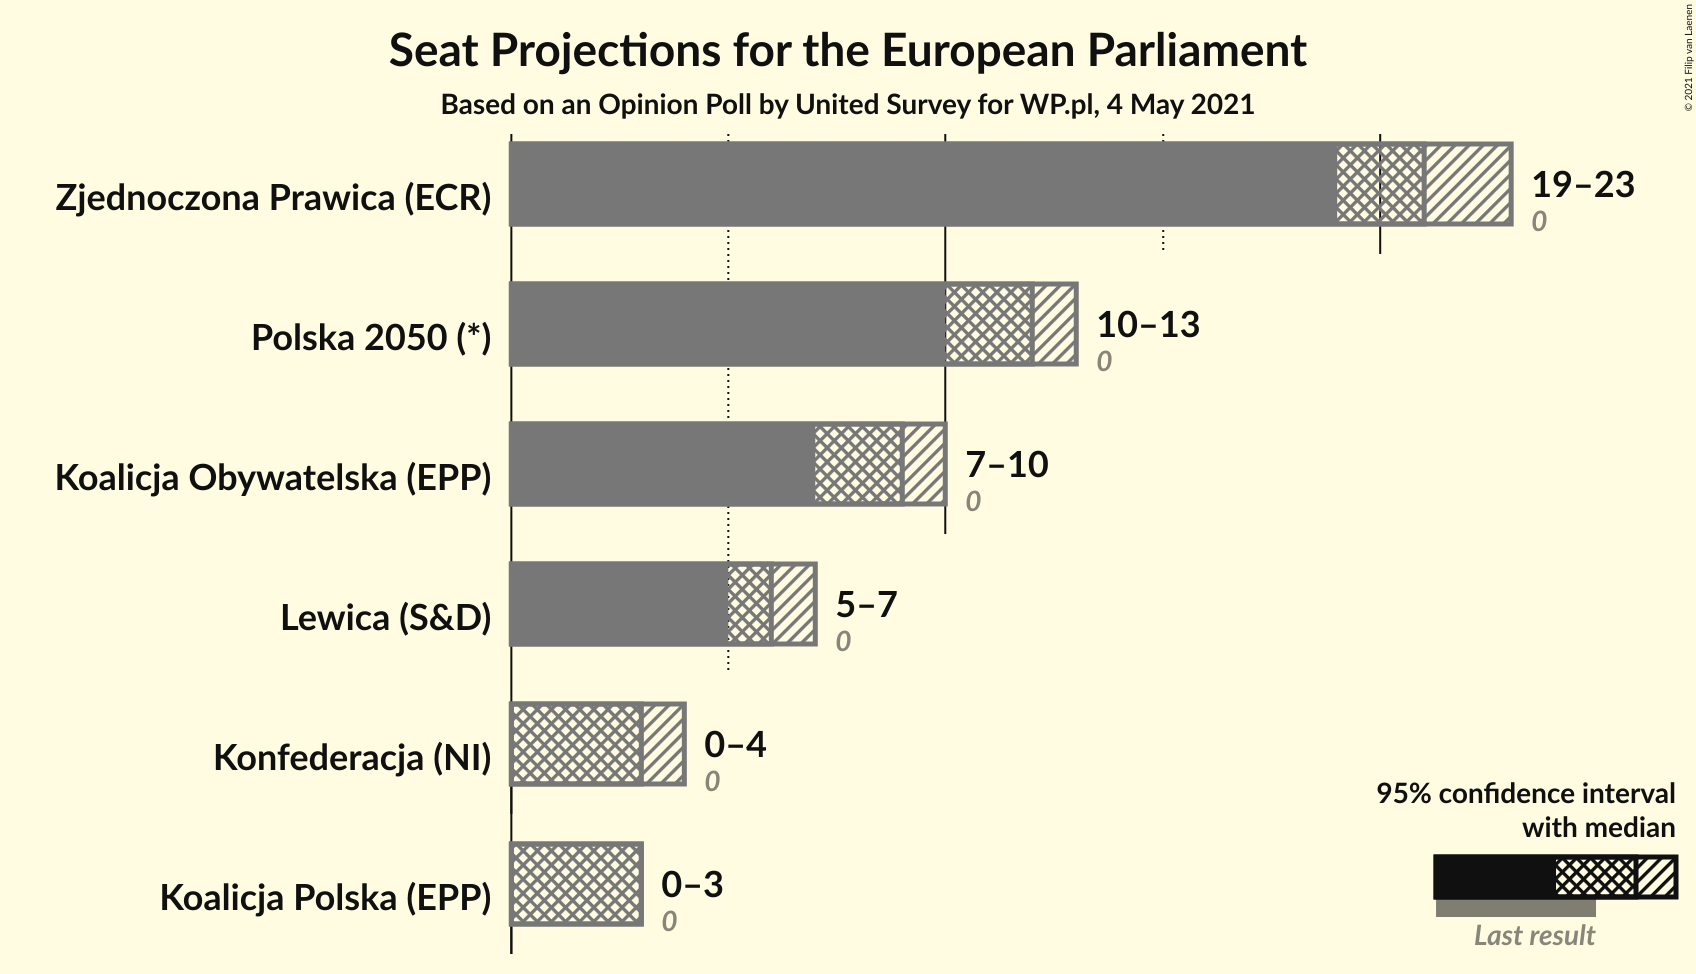 Seat Projections for the European Parliament
Based on an Opinion Poll by United Survey for WP.pl, 4 May 2021
© 2021 Filip van Laenen
Zjednoczona Prawica (ECR)
19–23
0
Polska 2050 (*)
10–13
0
Koalicja Obywatelska (EPP)
7–10
0
Lewica (S&D)
5–7
0
Konfederacja (NI)
0–4
0
Koalicja Polska (EPP)
0–3
0
95% confidence interval
with median
Last result